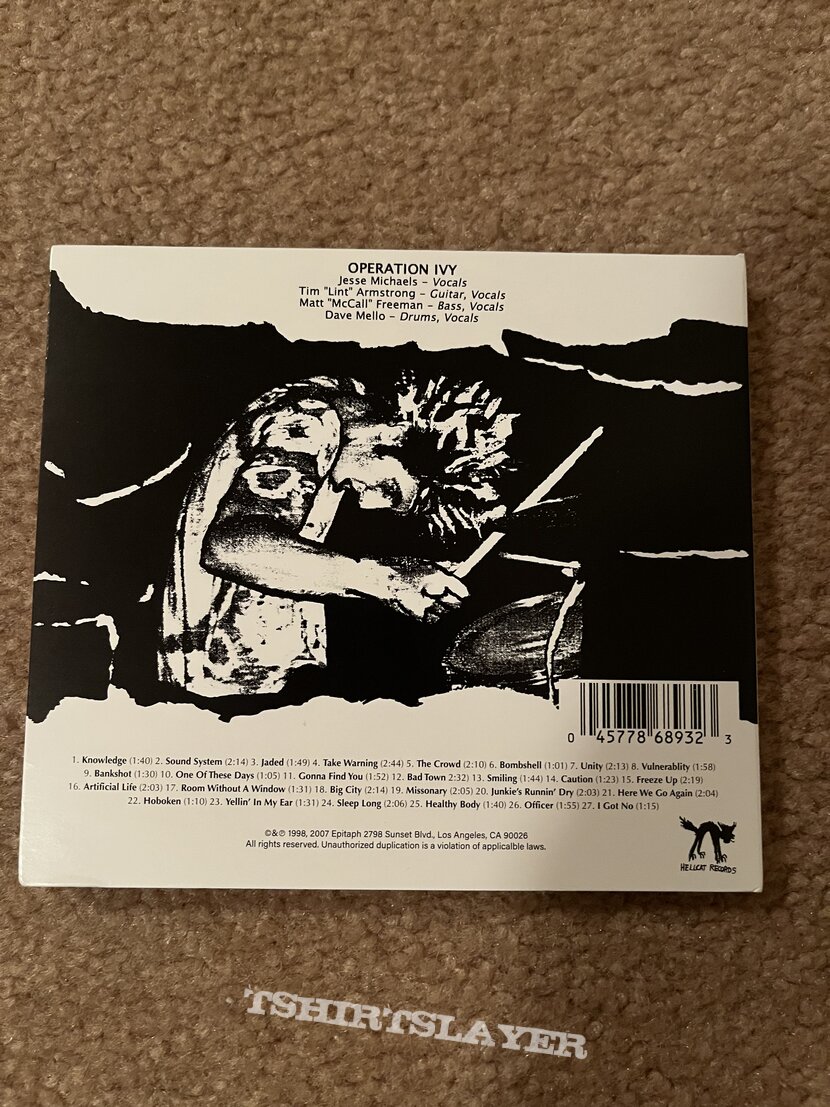 OPERATION IVY
Jesse Michaels – Vocals
Tim "Lint" Armstrong – Guitar, Vocals
Matt "McCall" Freeman – Bass, Vocals
Dave Mello – Drums, Vocals
0 45778 68932 3
1. Knowledge (1:40) 2. Sound System (2:14) 3. Jaded (1:49) 4. Take Warning (2:44) 5. The Crowd (2:10) 6. Bombshell (1:01) 7. Unity (2:13) 8. Vulnerablity (1:58)
9. Bankshot (1:30) 10. One Of These Days (1:05) 11. Gonna Find You (1:52) 12. Bad Town 2:32) 13. Smiling (1:44) 14. Caution (1:23) 15. Freeze Up (2:19)
16. Artificial Life (2:03) 17. Room Without A Window (1:31) 18. Big City (2:14) 19. Missonary (2:05) 20. Junkie's Runnin' Dry (2:03) 21. Here We Go Again (2:04)
22. Hoboken (1:10) 23. Yellin' In My Ear (1:31) 24. Sleep Long (2:06) 25. Healthy Body (1:40) 26. Officer (1:55) 27. I Got No (1:15)
©&℗ 1998, 2007 Epitaph 2798 Sunset Blvd., Los Angeles, CA 90026
All rights reserved. Unauthorized duplication is a violation of applicalble laws.
HELLCAT RECORDS
TSHIRTSLAYER